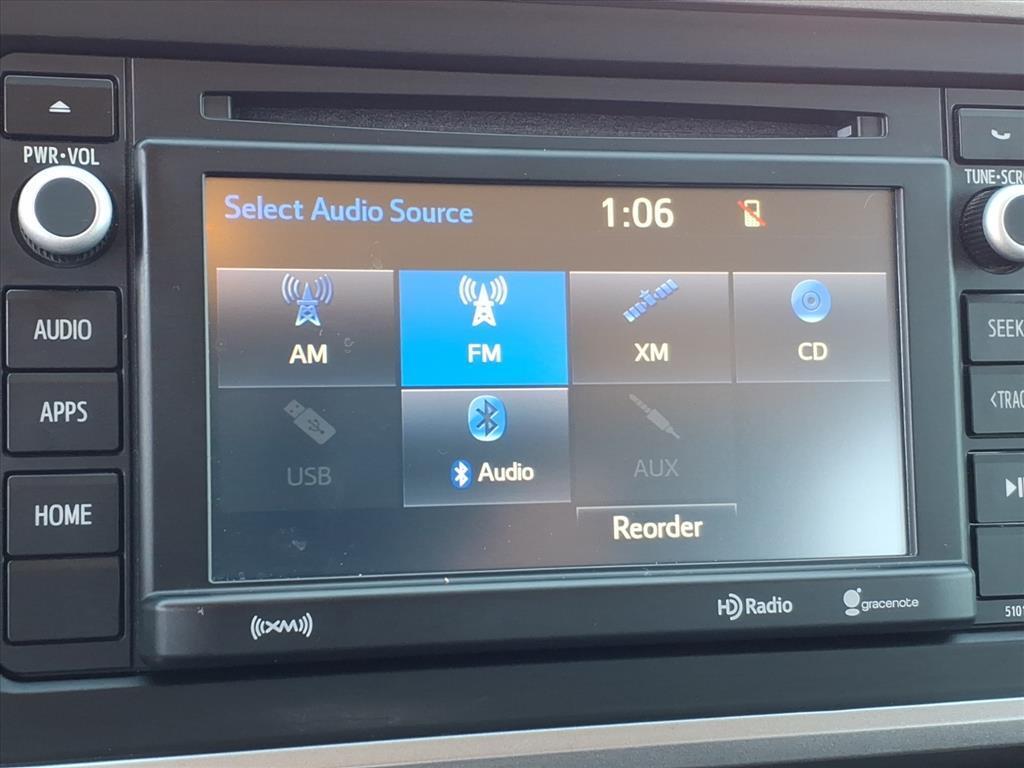 PWR•VOL
AUDIO
APPS
HOME
Select Audio Source 1:06
AM FM XM CD
USB Audio AUX
Reorder
((XM)) HD Radio gracenote
TUNE•SCR
SEEK
<TRAC
510